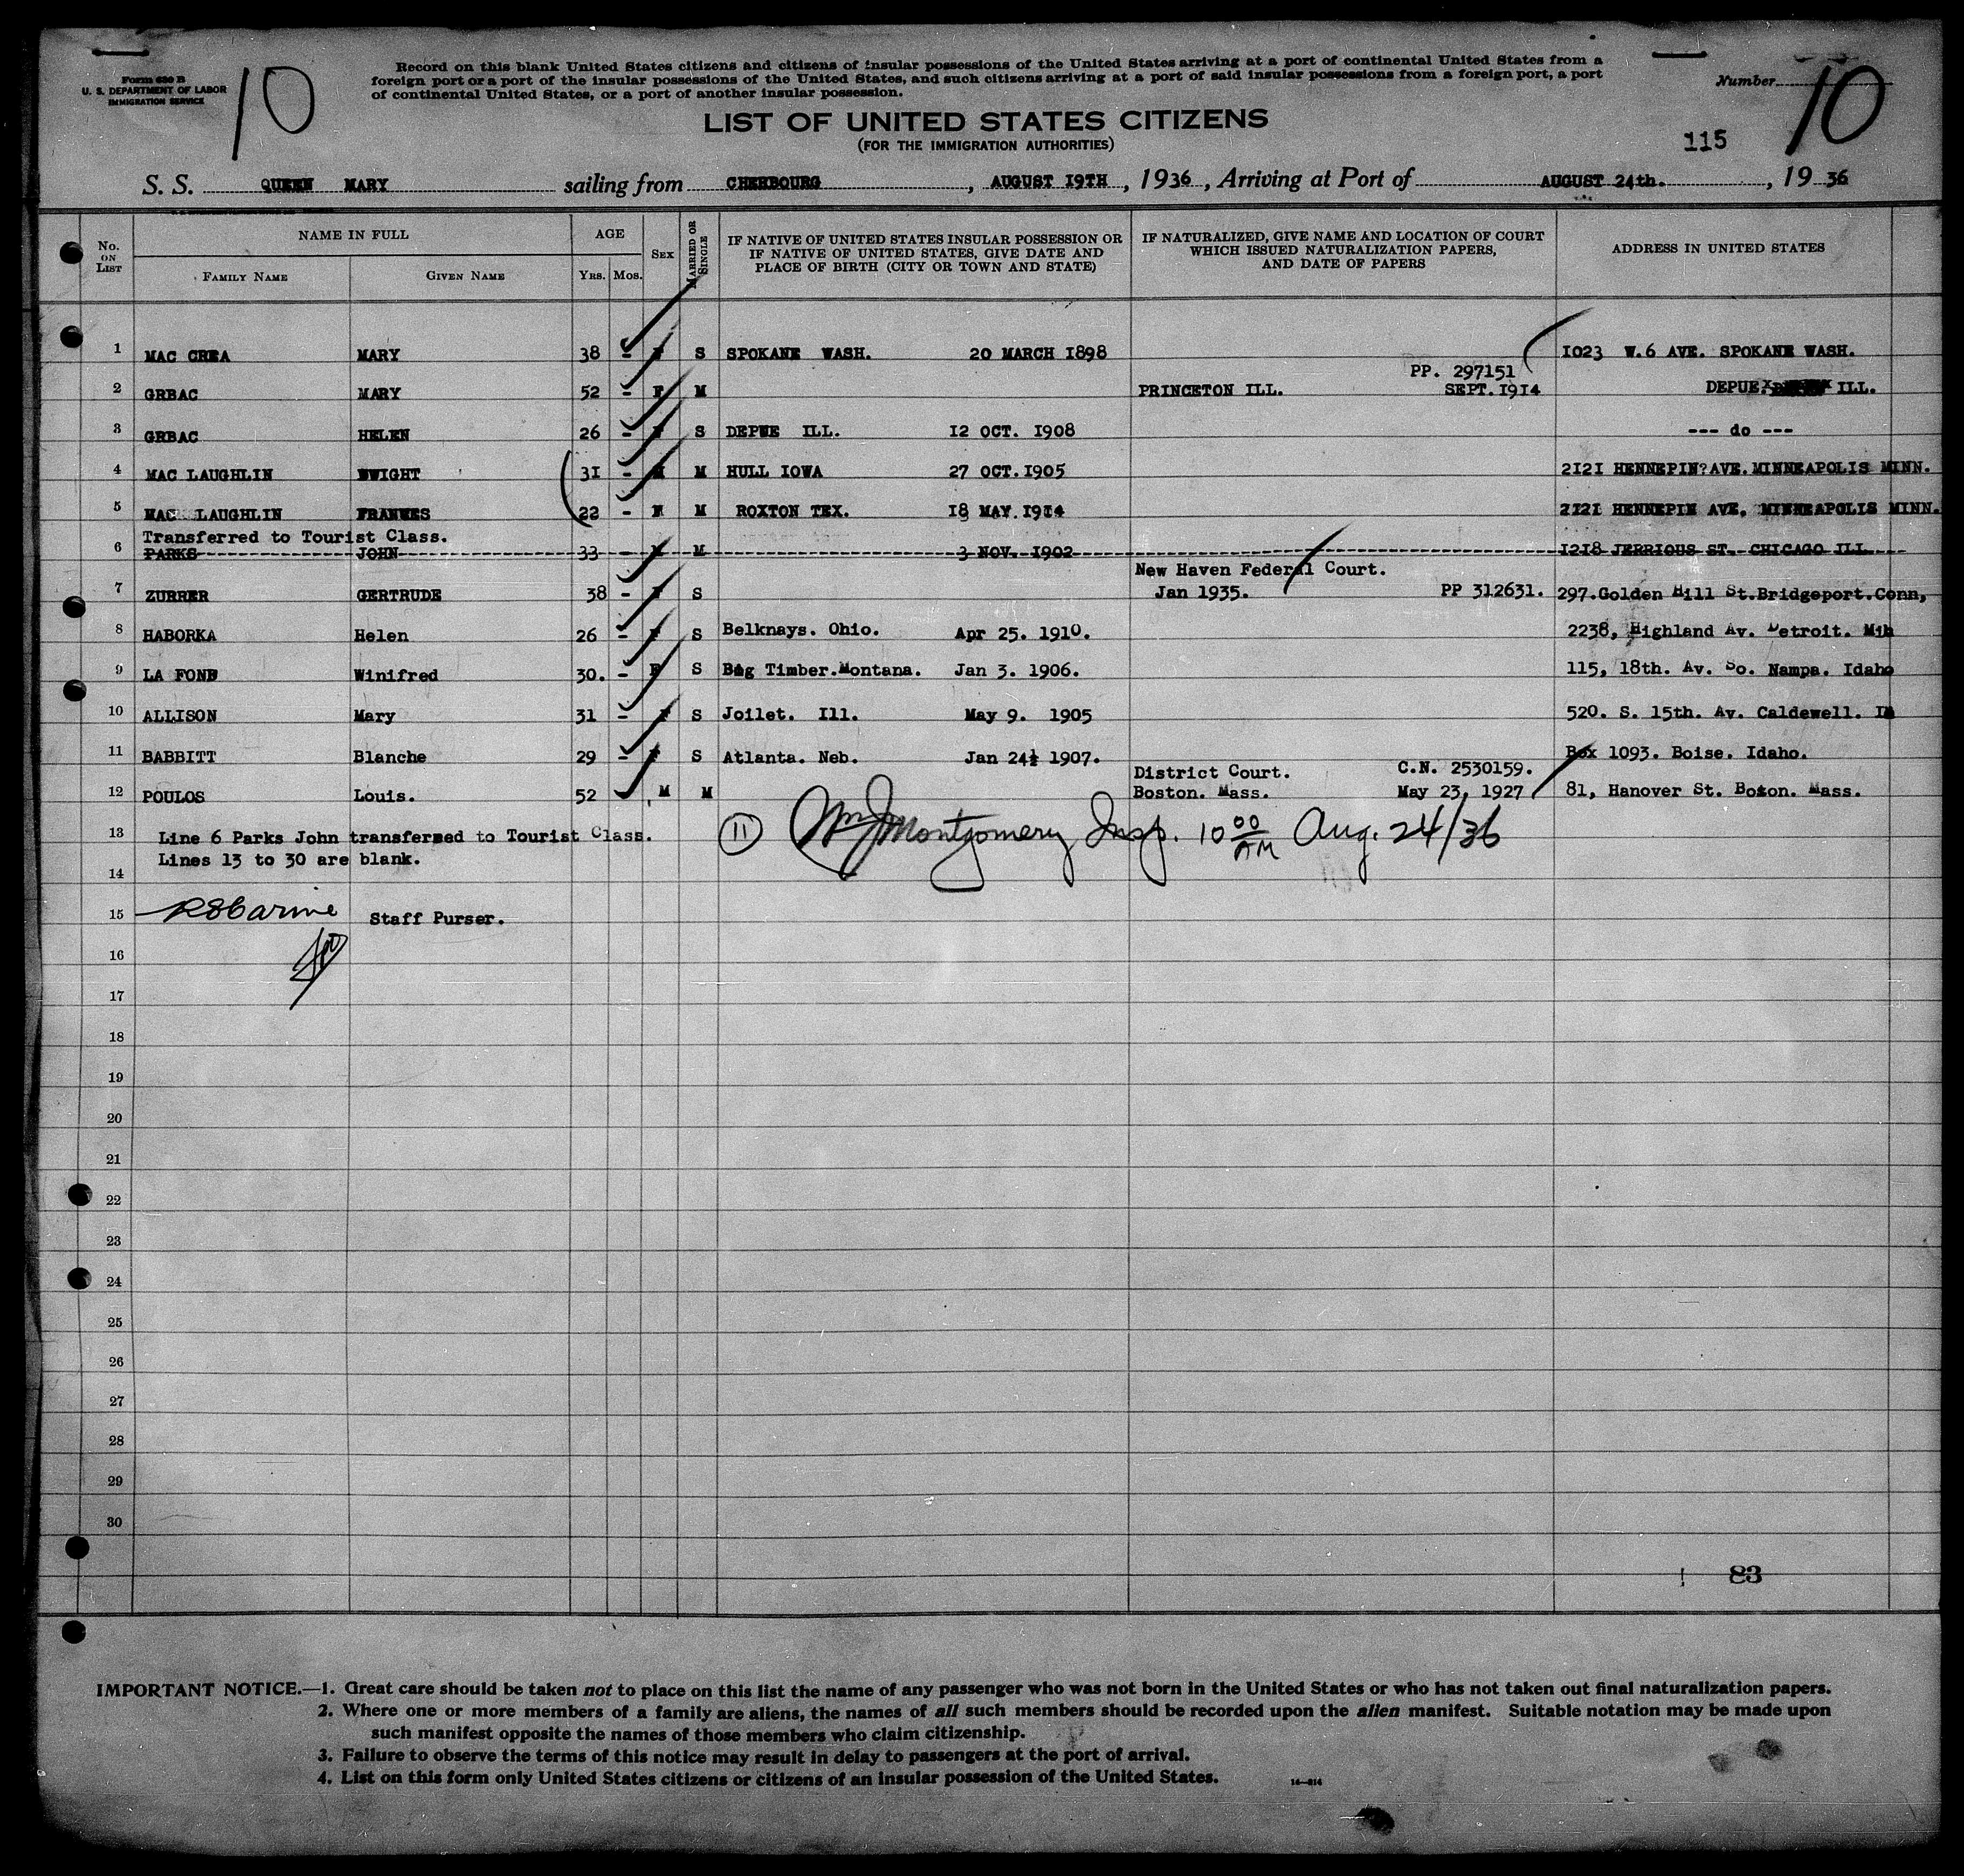 Form 630 B
U. S. DEPARTMENT OF LABOR
IMMIGRATION SERVICE
10
Record on this blank United States citizens and citizens of insular possessions of the United States arriving at a port of continental United States from a
foreign port or a port of the insular possessions of the United States, and such citizens arriving at a port of said insular possessions from a foreign port, a port
of continental United States, or a port of another insular possession.
Number
10
LIST OF UNITED STATES CITIZENS
(FOR THE IMMIGRATION AUTHORITIES)
115
S. S. QUEEN MARY sailing from CHERBOURG , AUGUST 19TH , 1936 , Arriving at Port of AUGUST 24th. , 19 36
No. ON LIST
NAME IN FULL
FAMILY NAME
GIVEN NAME
AGE
YRS. MOS.
SEX
MARRIED OR SINGLE
IF NATIVE OF UNITED STATES INSULAR POSSESSION OR
IF NATIVE OF UNITED STATES, GIVE DATE AND
PLACE OF BIRTH (CITY OR TOWN AND STATE)
IF NATURALIZED, GIVE NAME AND LOCATION OF COURT
WHICH ISSUED NATURALIZATION PAPERS,
AND DATE OF PAPERS
ADDRESS IN UNITED STATES
1 MAC CREA MARY 38 - F S SPOKANE WASH. 20 MARCH 1898 1023 W.6 AVE. SPOKANE WASH.
PP. 297151
2 GRBAC MARY 52 - F M PRINCETON ILL. SEPT.1914 DEPUE ILL.
3 GRBAC HELEN 26 - F S DEPUE ILL. 12 OCT. 1908 --- do ---
4 MAC LAUGHLIN DWIGHT 31 - M M HULL IOWA 27 OCT.1905 2121 HENNEPIN?AVE.MINNEAPOLIS MINN.
5 MAC LAUGHLIN 22 - F M ROXTON TEX. 18 MAY.1914 2121 HENNEPIN AVE, MINNEAPOLIS MINN.
Transferred to Tourist Class.
6 PARKS JOHN 33 - M M 3 NOV. 1902 1218 JERRIOUS ST. CHICAGO ILL
New Haven Federal Court.
7 ZURRER GERTRUDE 38 - F S Jan 1935. PP 312631. 297.Golden Hill St.Bridgeport.Conn,
8 HABORKA Helen 26 - F S Belknays. Ohio. Apr 25. 1910. 2238, Highland Av. Detroit. Mih
9 LA FOND Winifred 30. - F S Big Timber.Montana. Jan 3. 1906. 115, 18th. Av. So. Nampa. Idaho
10 ALLISON Mary 31 - F S Joilet. Ill. May 9. 1905 520. S. 15th. Av. Caldewell.
11 BABBITT Blanche 29 - F S Atlanta. Neb. Jan 24 1907. Box 1093. Boise. Idaho.
District Court. C.N. 2530159.
12 POULOS Louis. 52 M M Boston. Mass. May 23, 1927 81, Hanover St. Boston. Mass.
13 Line 6 Parks John transferred to Tourist Class.
11 Wm J Montgomery Insp. 10 00 AM Aug. 24/36
Lines 13 to 30 are blank.
14
15 Staff Purser.
16
17
18
19
20
21
22
23
24
25
26
27
28
29
30
83
IMPORTANT NOTICE.—1. Great care should be taken not to place on this list the name of any passenger who was not born in the United States or who has not taken out final naturalization papers.
2. Where one or more members of a family are aliens, the names of all such members should be recorded upon the alien manifest. Suitable notation may be made upon
such manifest opposite the names of those members who claim citizenship.
3. Failure to observe the terms of this notice may result in delay to passengers at the port of arrival.
4. List on this form only United States citizens or citizens of an insular possession of the United States.